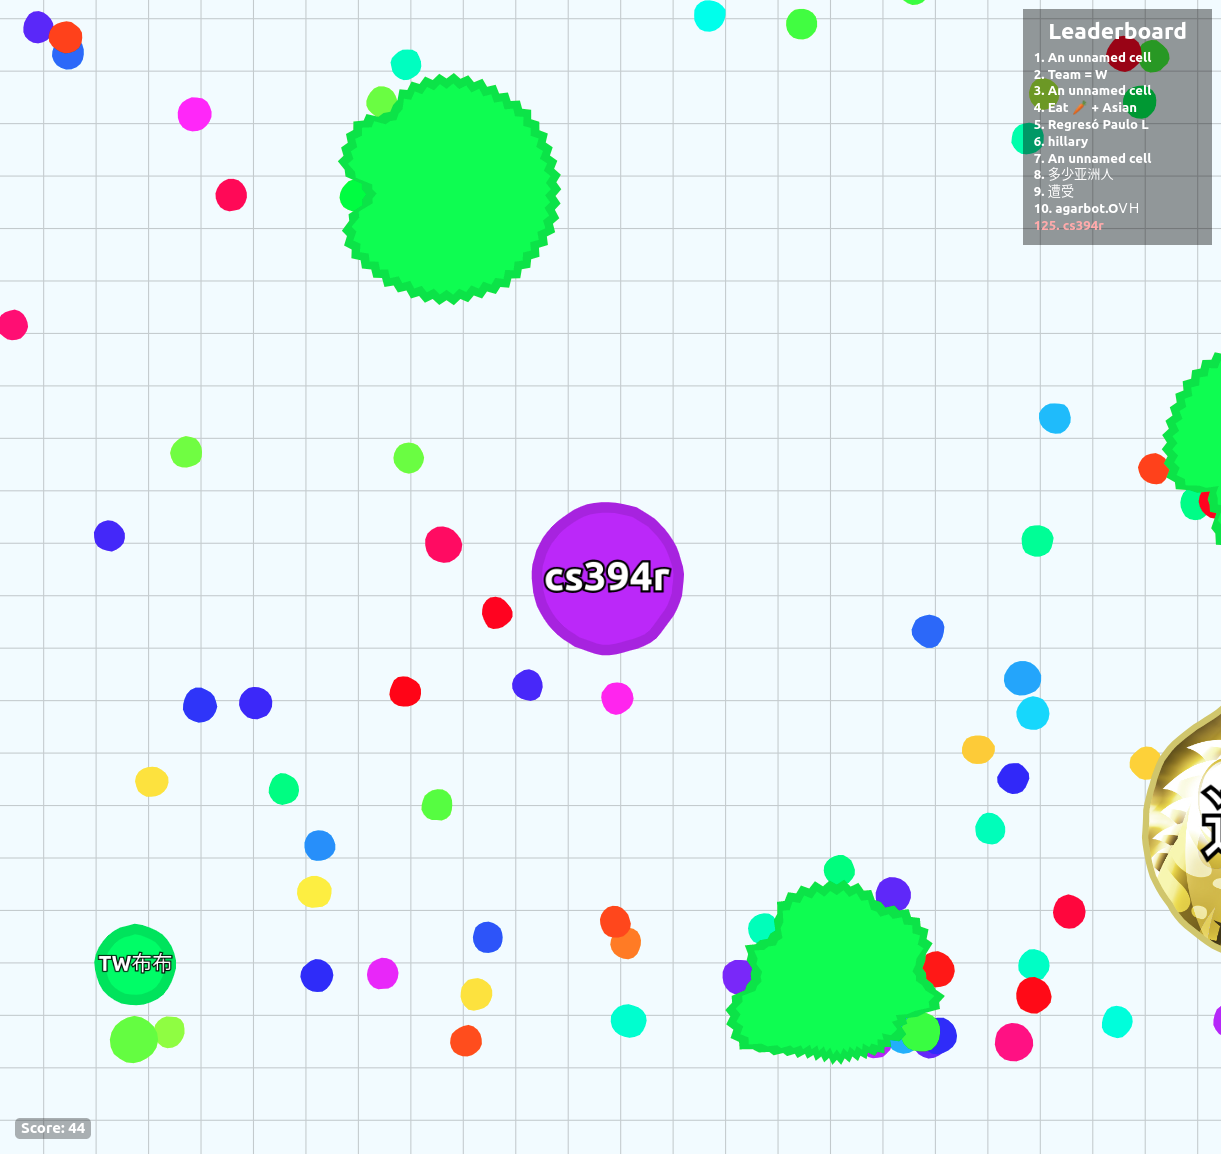 Leaderboard
1. An unnamed cell
2. Team = W
3. An unnamed cell
4. Eat 🥕 + Asian
5. Regresó Paulo L
6. hillary
7. An unnamed cell
8. 多少亚洲人
9. 遭受
10. agarbot.OVH
125. cs394r
cs394r
TW布布
Score: 44